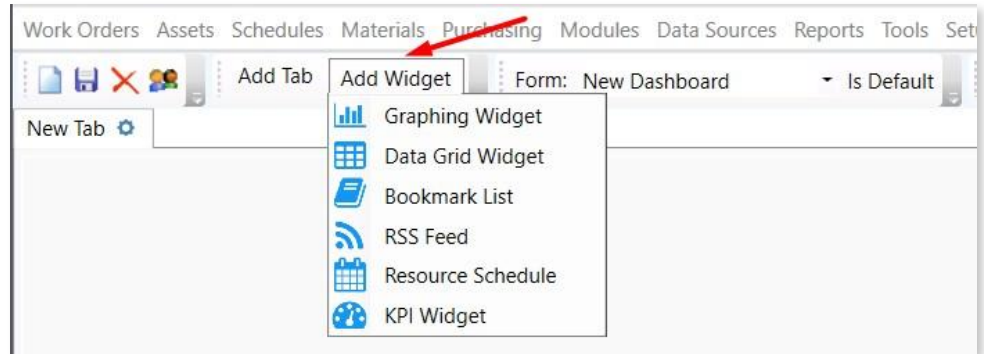 Work Orders Assets Schedules Materials Purchasing Modules Data Sources Reports Tools
Add Tab Add Widget Form: New Dashboard Is Default
New Tab
Graphing Widget
Data Grid Widget
Bookmark List
RSS Feed
Resource Schedule
KPI Widget